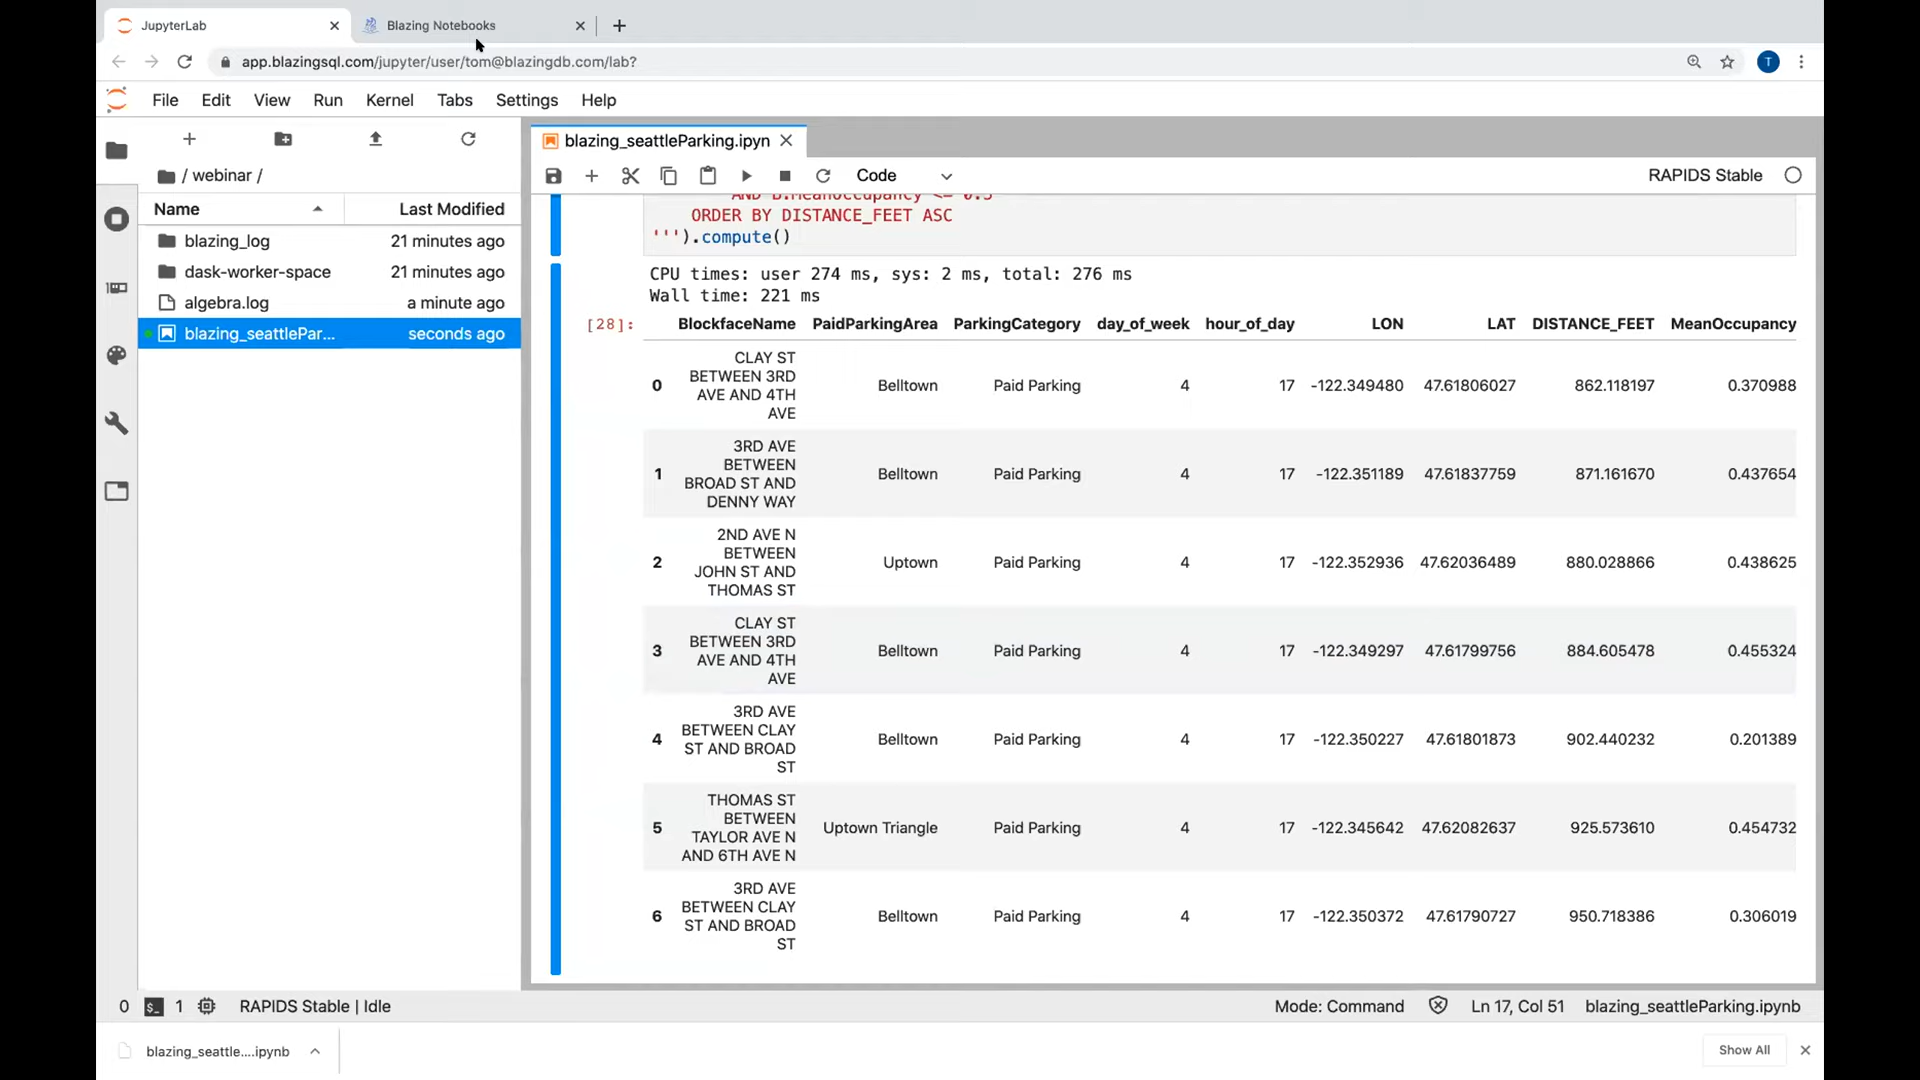 JupyterLab
Blazing Notebooks
app.blazingsql.com/jupyter/user/tom@blazingdb.com/lab?
T
File Edit View Run Kernel Tabs Settings Help
/ webinar /
Name Last Modified
blazing_log 21 minutes ago
dask-worker-space 21 minutes ago
algebra.log a minute ago
blazing_seattlePar... seconds ago
blazing_seattleParking.ipyn
Code
RAPIDS Stable
AND B.MeanOccupancy <= 0.5
ORDER BY DISTANCE_FEET ASC
''').compute()
CPU times: user 274 ms, sys: 2 ms, total: 276 ms
Wall time: 221 ms
[28]:
BlockfaceName PaidParkingArea ParkingCategory day_of_week hour_of_day LON LAT DISTANCE_FEET MeanOccupancy
CLAY ST
BETWEEN 3RD
0 AVE AND 4TH Belltown Paid Parking 4 17 -122.349480 47.61806027 862.118197 0.370988
AVE
3RD AVE
BETWEEN
1 BROAD ST AND Belltown Paid Parking 4 17 -122.351189 47.61837759 871.161670 0.437654
DENNY WAY
2ND AVE N
BETWEEN
2 JOHN ST AND Uptown Paid Parking 4 17 -122.352936 47.62036489 880.028866 0.438625
THOMAS ST
CLAY ST
BETWEEN 3RD
3 AVE AND 4TH Belltown Paid Parking 4 17 -122.349297 47.61799756 884.605478 0.455324
AVE
3RD AVE
BETWEEN CLAY
4 ST AND BROAD Belltown Paid Parking 4 17 -122.350227 47.61801873 902.440232 0.201389
ST
THOMAS ST
BETWEEN
5 TAYLOR AVE N Uptown Triangle Paid Parking 4 17 -122.345642 47.62082637 925.573610 0.454732
AND 6TH AVE N
3RD AVE
BETWEEN CLAY
6 ST AND BROAD Belltown Paid Parking 4 17 -122.350372 47.61790727 950.718386 0.306019
ST
0 $_ 1 RAPIDS Stable | Idle Mode: Command Ln 17, Col 51 blazing_seattleParking.ipynb
blazing_seattle....ipynb
Show All